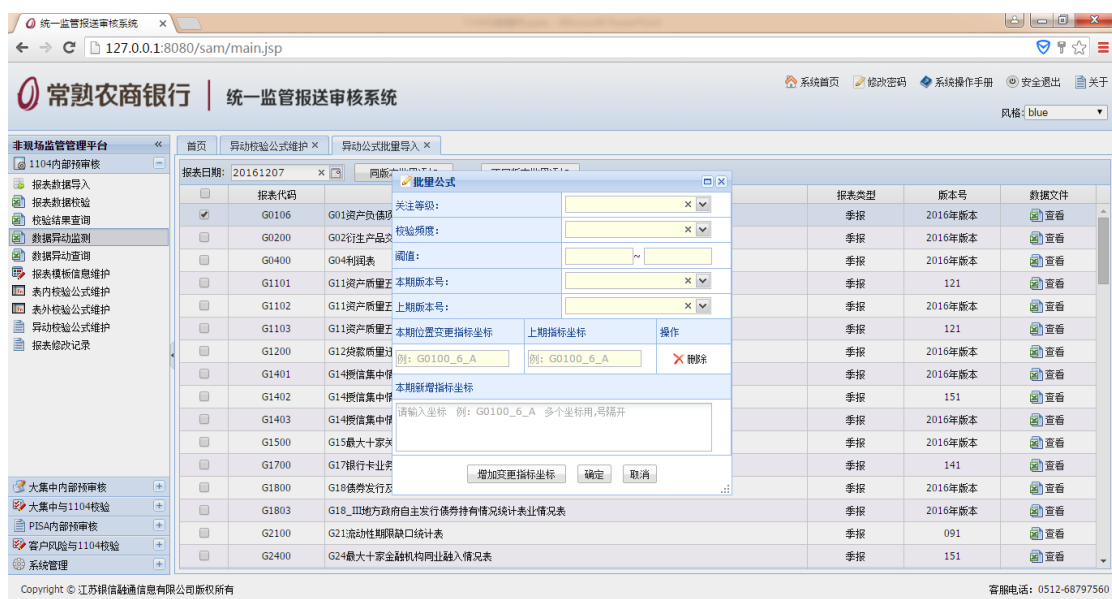 统一监管报送审核系统 ×
127.0.0.1:8080/sam/main.jsp
常熟农商银行 | 统一监管报送审核系统
系统首页 修改密码 系统操作手册 安全退出 关于
风格: blue
非现场监管管理平台 «
首页 异动校验公式维护 × 异动公式批量导入 ×
1104内部预审核
报表数据导入
报表数据校验
校验结果查询
数据异动监测
数据异动查询
报表模板信息维护
表内校验公式维护
表外校验公式维护
异动校验公式维护
报表修改记录
大集中内部预审核
大集中与1104校验
PISA内部预审核
客户风险与1104校验
系统管理
报表日期: 20161207 ×
报表代码 报表类型 版本号 数据文件
G0106 G01资产负债项 季报 2016年版本 查看
G0200 G02衍生产品交 季报 2016年版本 查看
G0400 G04利润表 季报 2016年版本 查看
G1101 G11资产质量五 季报 121 查看
G1102 G11资产质量五 季报 2016年版本 查看
G1103 G11资产质量五 季报 121 查看
G1200 G12贷款质量迁 季报 2016年版本 查看
G1401 G14授信集中情 季报 2016年版本 查看
G1402 G14授信集中情 季报 151 查看
G1403 G14授信集中情 季报 2016年版本 查看
G1500 G15最大十家关 季报 2016年版本 查看
G1700 G17银行卡业务 季报 141 查看
G1800 G18债券发行及 季报 2016年版本 查看
G1803 G18_III地方政府自主发行债券持有情况统计表业情况表 季报 2016年版本 查看
G2100 G21流动性期限缺口统计表 季报 091 查看
G2400 G24最大十家金融机构同业融入情况表 季报 151 查看
批量公式
关注等级: ×
校验频度: ×
阈值: ~
本期版本号: ×
上期版本号: ×
本期位置变更指标坐标 上期指标坐标 操作
例: G0100_6_A 例: G0100_6_A 删除
本期新增指标坐标
请输入坐标 例: G0100_6_A 多个坐标用,号隔开
增加变更指标坐标 确定 取消
Copyright © 江苏银信融通信息有限公司版权所有 客服电话: 0512-68797560